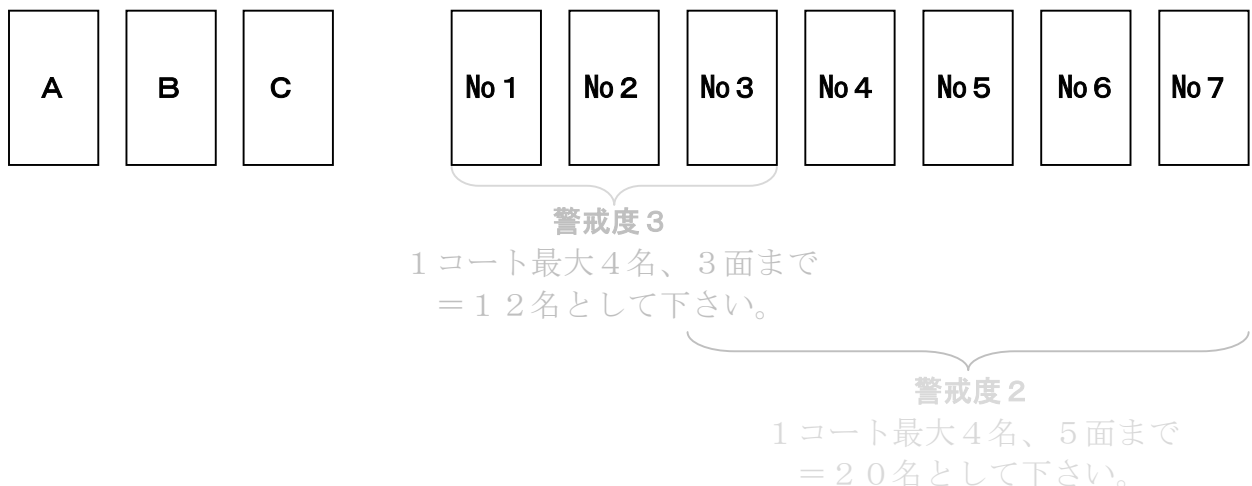 A B C №1 №2 №3 №4 №5 №6 №7
警戒度３
１コート最大４名、３面まで
＝１２名として下さい。
警戒度２
１コート最大４名、５面まで
＝２０名として下さい。